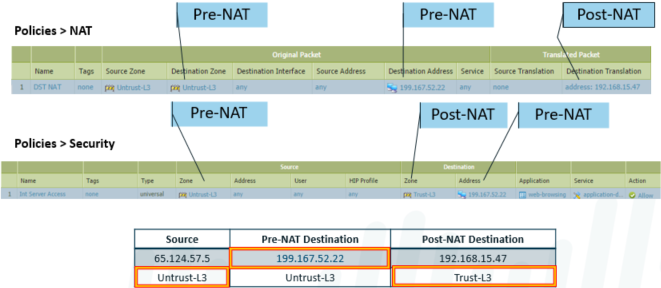 Pre-NAT Pre-NAT Post-NAT
Policies > NAT
Original Packet Translated Packet
Name Tags Source Zone Destination Zone Destination Interface Source Address Destination Address Service Source Translation Destination Translation
1 DST NAT none Untrust-L3 Untrust-L3 any any 199.167.52.22 any none address: 192.168.15.47
Pre-NAT Post-NAT Pre-NAT
Policies > Security
Source Destination
Name Tags Type Zone Address User HIP Profile Zone Address Application Service Action
1 Int Server Access none universal Untrust-L3 any any any Trust-L3 199.167.52.22 web-browsing application-d... Allow
Source Pre-NAT Destination Post-NAT Destination
65.124.57.5 199.167.52.22 192.168.15.47
Untrust-L3 Untrust-L3 Trust-L3